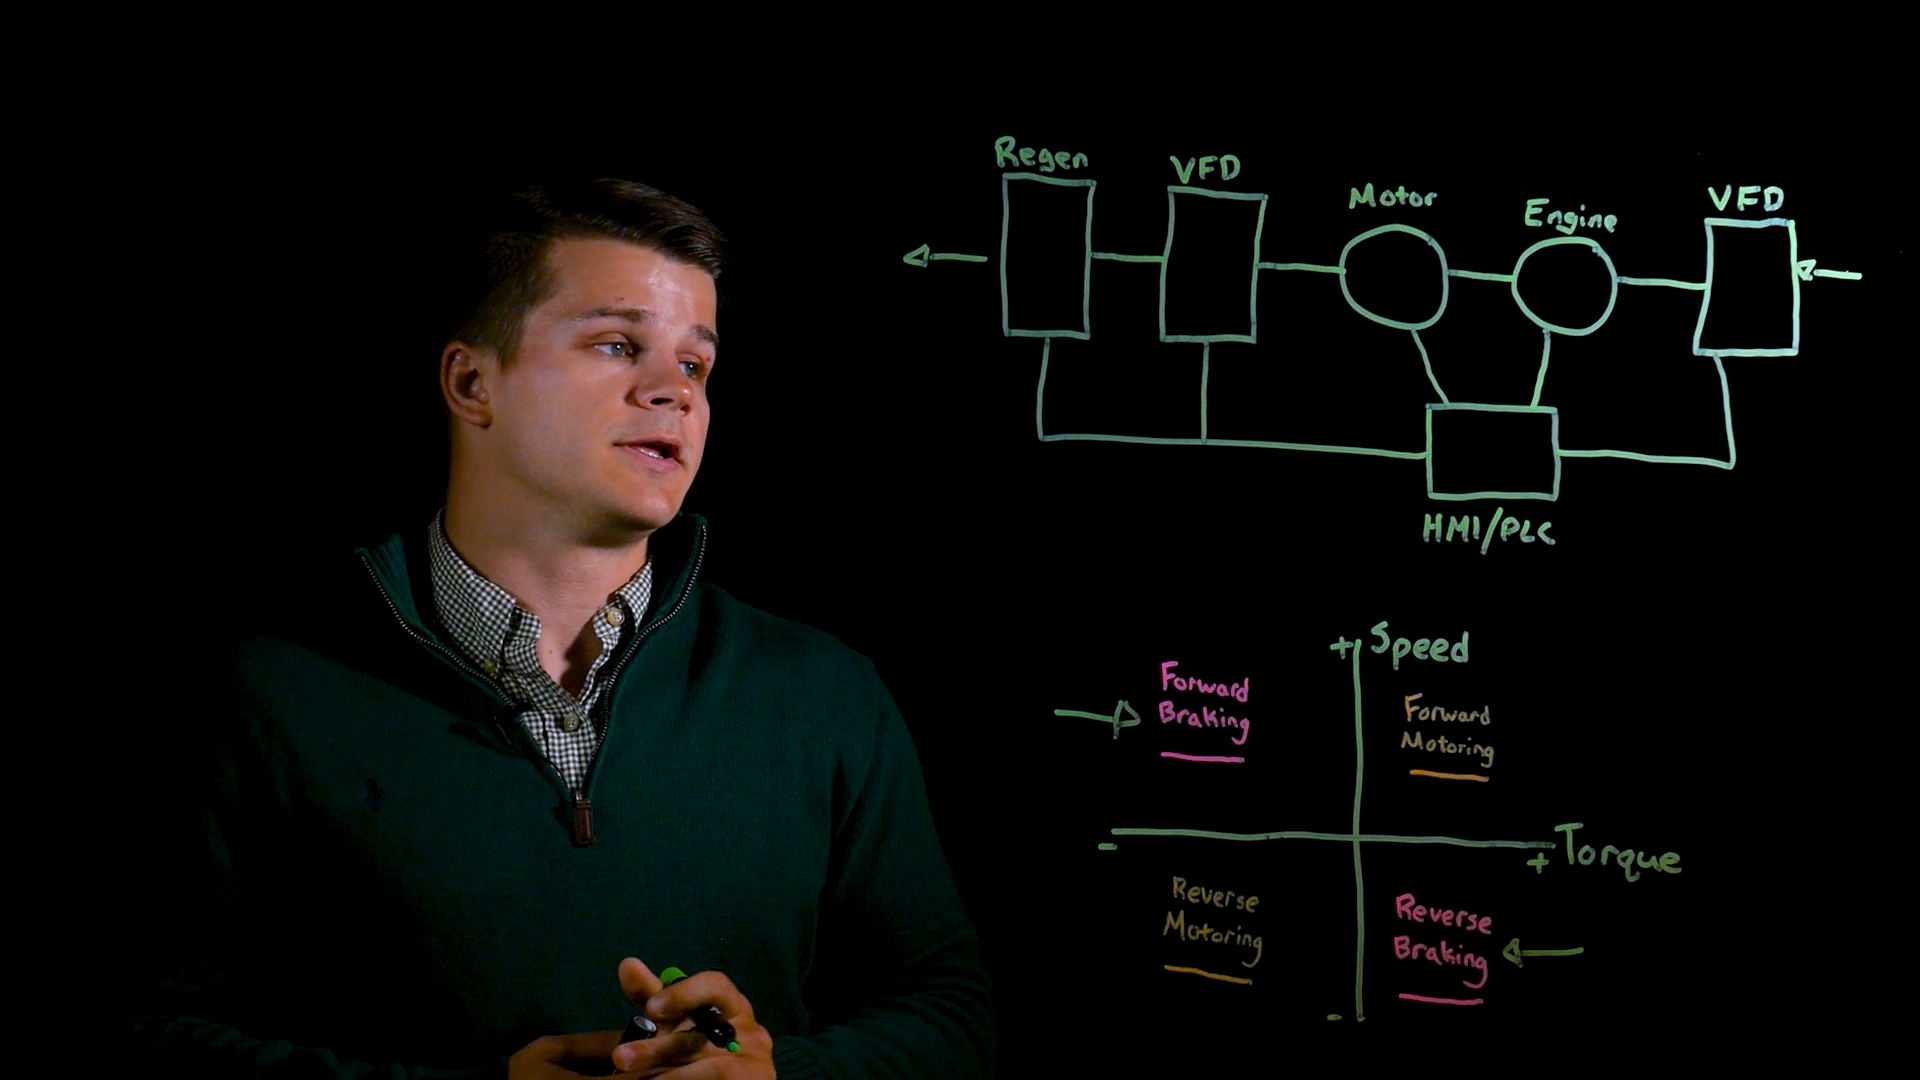 Regen
VFD
Motor
Engine
VFD
HMI/PLC
+ Speed
Forward
Braking
Forward
Motoring
-
+ Torque
Reverse
Motoring
Reverse
Braking
-